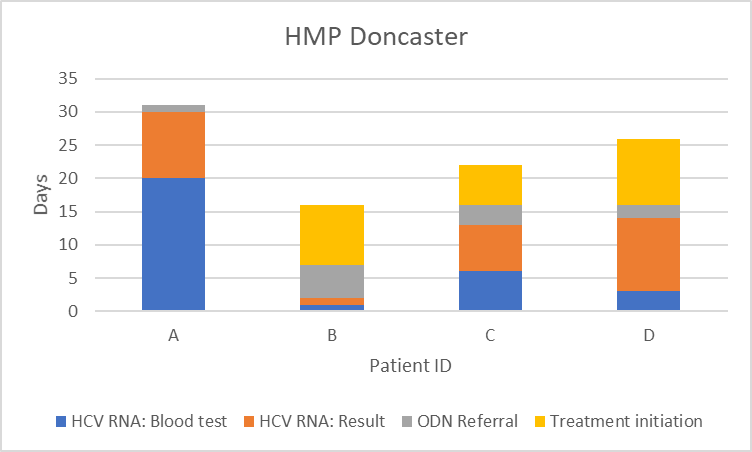 HMP Doncaster
35
30
25
20
15
10
5
0
Days
A B C D
Patient ID
HCV RNA: Blood test HCV RNA: Result ODN Referral Treatment initiation